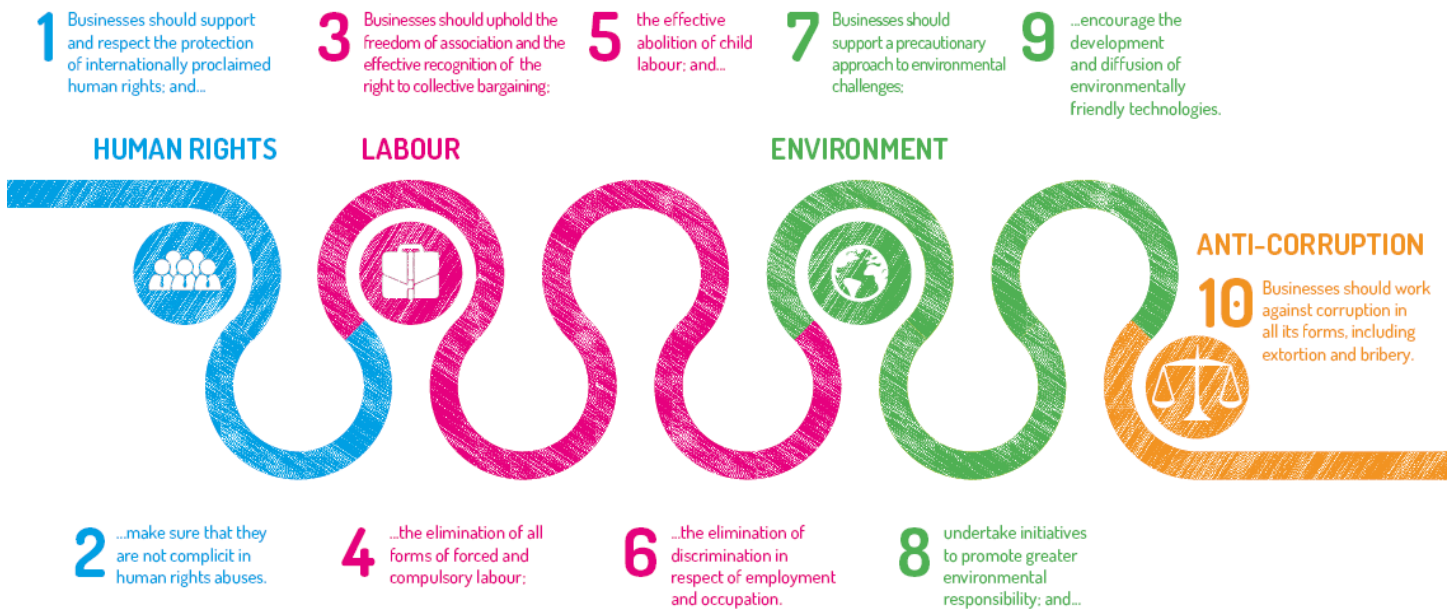 1
Businesses should support
and respect the protection
of internationally proclaimed
human rights; and...
3
Businesses should uphold the
freedom of association and the
effective recognition of the
right to collective bargaining;
5
the effective
abolition of child
labour; and...
7
Businesses should
support a precautionary
approach to environmental
challenges;
9
...encourage the
development
and diffusion of
environmentally
friendly technologies.
HUMAN RIGHTS
LABOUR
ENVIRONMENT
ANTI-CORRUPTION
10
Businesses should work
against corruption in
all its forms, including
extortion and bribery.
2
...make sure that they
are not complicit in
human rights abuses.
4
...the elimination of all
forms of forced and
compulsory labour;
6
...the elimination of
discrimination in
respect of employment
and occupation.
8
undertake initiatives
to promote greater
environmental
responsibility; and...